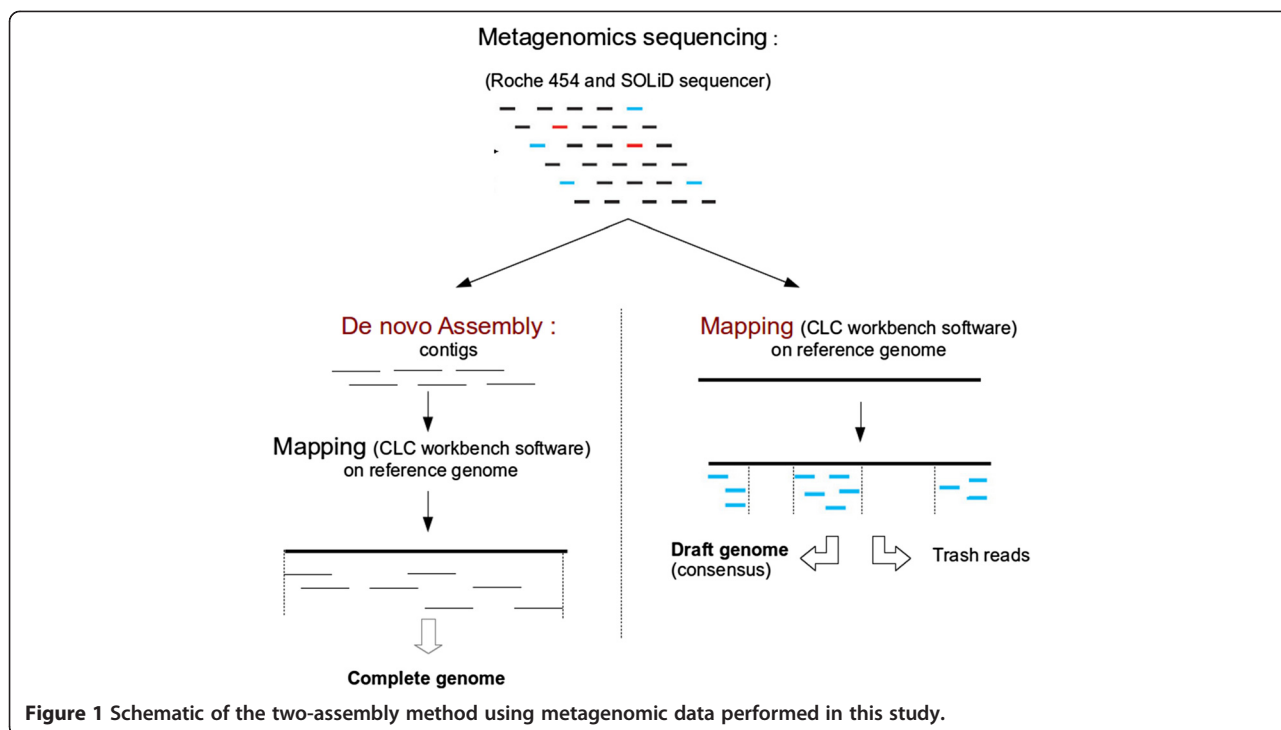 Metagenomics sequencing :
(Roche 454 and SOLiD sequencer)
De novo Assembly :
contigs
Mapping (CLC workbench software)
on reference genome
Complete genome
Mapping (CLC workbench software)
on reference genome
Draft genome
(consensus)
Trash reads
Figure 1 Schematic of the two-assembly method using metagenomic data performed in this study.